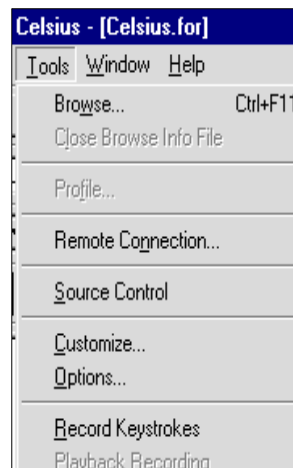 Celsius - [Celsius.for]
Tools Window Help
Browse... Ctrl+F11
Close Browse Info File
Profile...
Remote Connection...
Source Control
Customize...
Options...
Record Keystrokes
Playback Recording